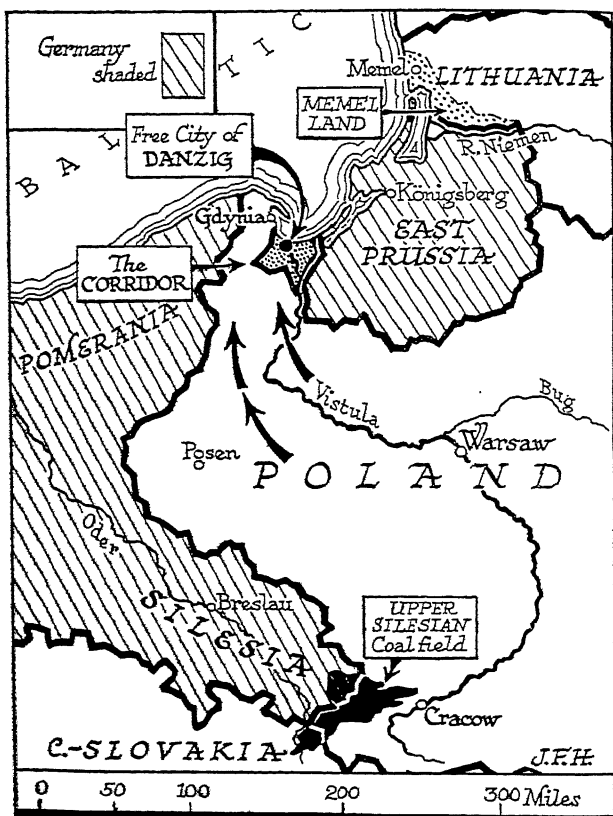 Germany
shaded
BALTIC
Memel
LITHUANIA
MEMEL
LAND
Free City of
DANZIG
R. Niemen
Königsberg
Gdynia
EAST
PRUSSIA
The
CORRIDOR
POMERANIA
Vistula
Bug
Posen
Warsaw
POLAND
Oder
Breslau
SILESIA
UPPER
SILESIAN
Coal field
Cracow
C.-SLOVAKIA
J.F.H.
0 50 100 200 300 Miles